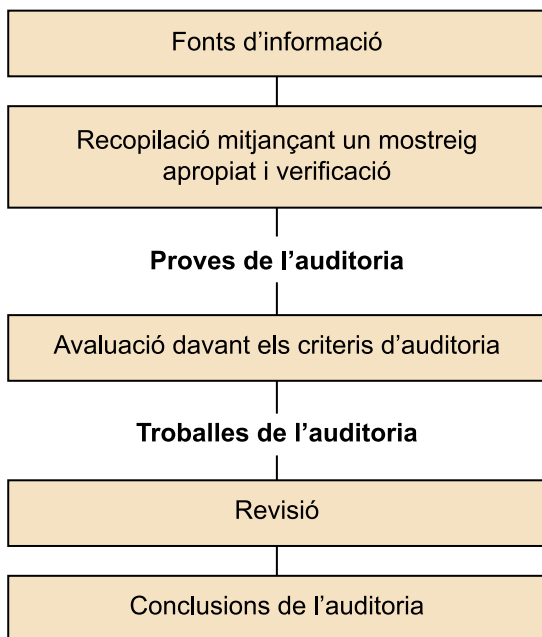 Fonts d’informació
Recopilació mitjançant un mostreig
apropiat i verificació
Proves de l’auditoria
Avaluació davant els criteris d’auditoria
Troballes de l’auditoria
Revisió
Conclusions de l’auditoria